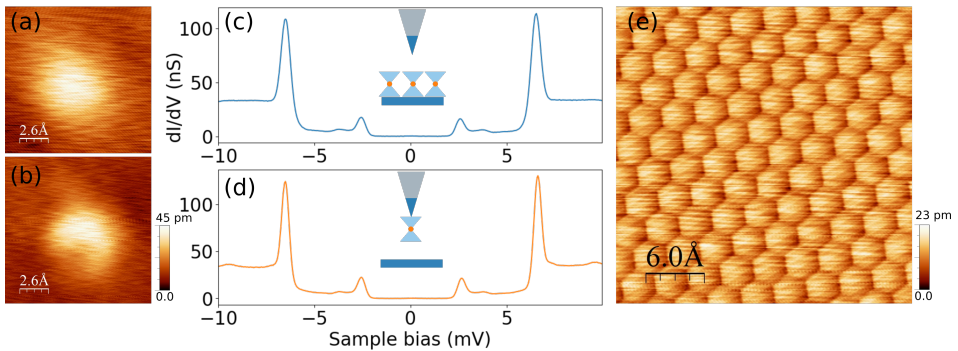 (a)
2.6Å
(b)
2.6Å
45 pm
0.0
(c)
dI/dV (nS)
100
50
0
−10
−5
0
5
(d)
100
50
0
−10
−5
0
5
Sample bias (mV)
(e)
6.0Å
23 pm
0.0